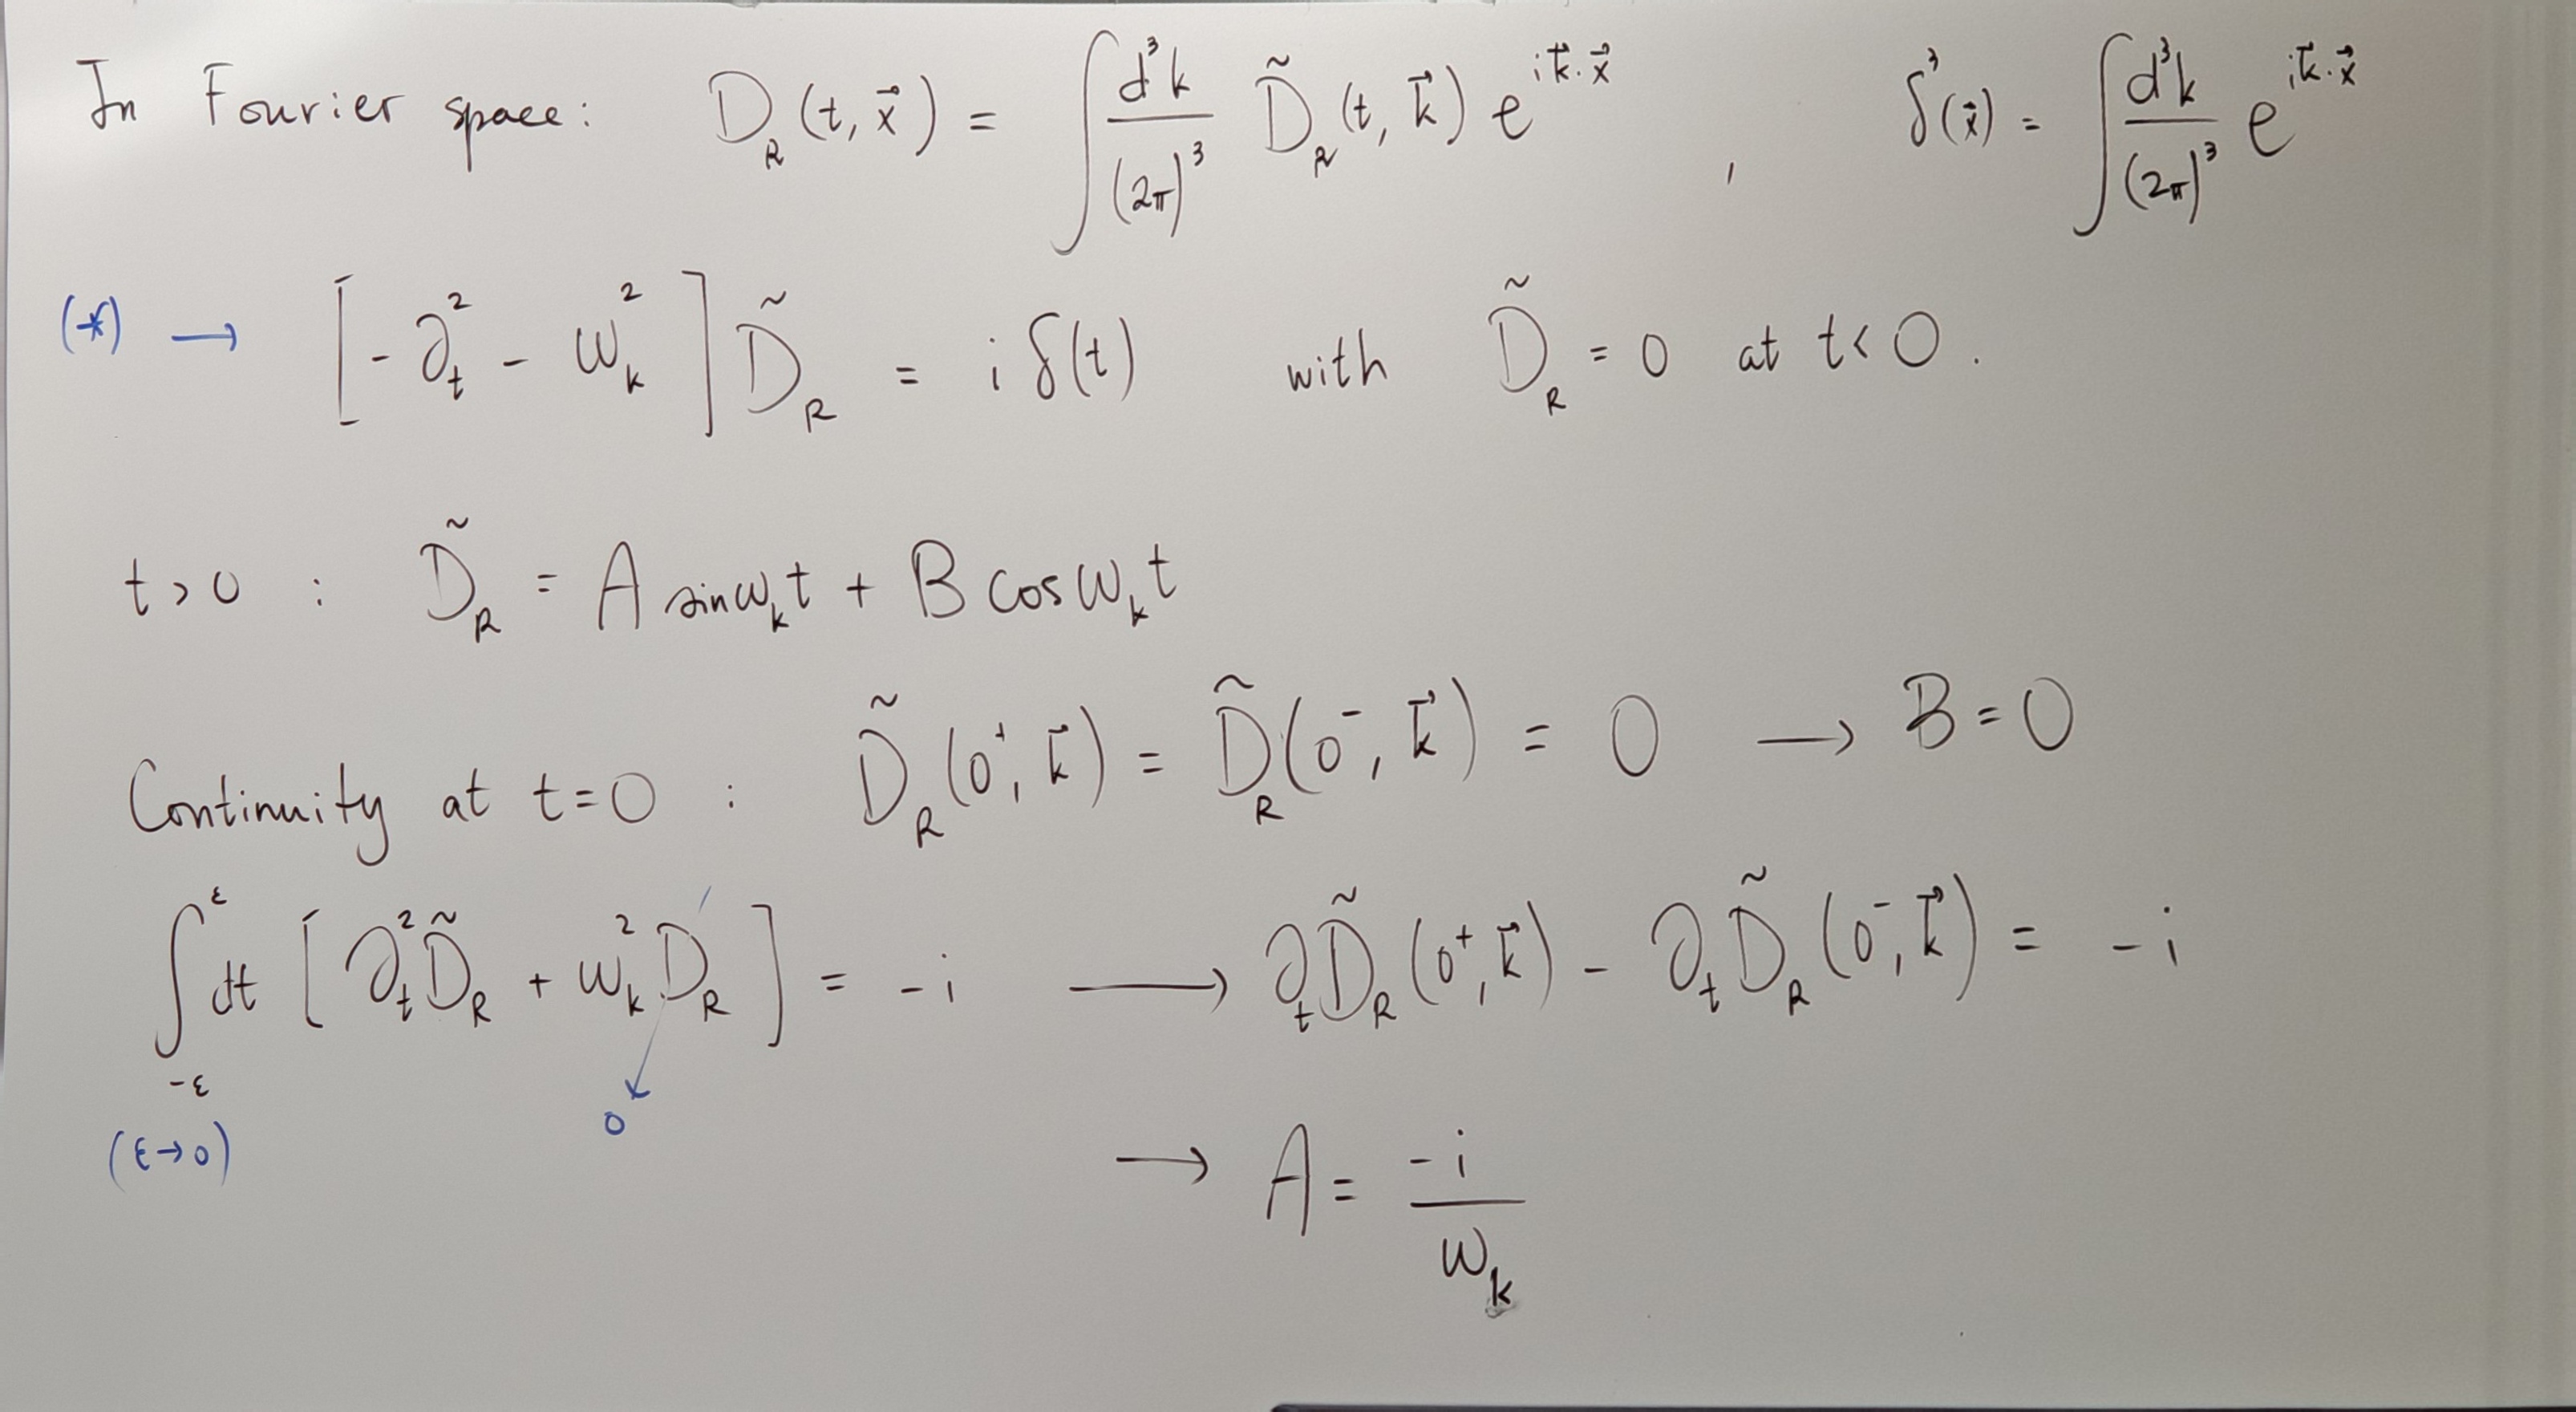 In Fourier space: D_R(t, x⃗) = ∫ d³k/(2π)³ D̃_R(t, k⃗) e^{i k⃗·x⃗} , δ³(x⃗) = ∫ d³k/(2π)³ e^{i k⃗·x⃗}
(*) → [-∂_t² - ω_k²] D̃_R = i δ(t) with D̃_R = 0 at t < 0.
t > 0 : D̃_R = A sin ω_k t + B cos ω_k t
Continuity at t = 0 : D̃_R(0⁺, k⃗) = D̃_R(0⁻, k⃗) = 0 → B = 0
∫_{-ε}^{ε} dt [∂_t² D̃_R + ω_k² D_R] = -i → ∂_t D̃_R(0⁺, k⃗) - ∂_t D̃_R(0⁻, k⃗) = -i
0
(ε→0)
→ A = -i/ω_k